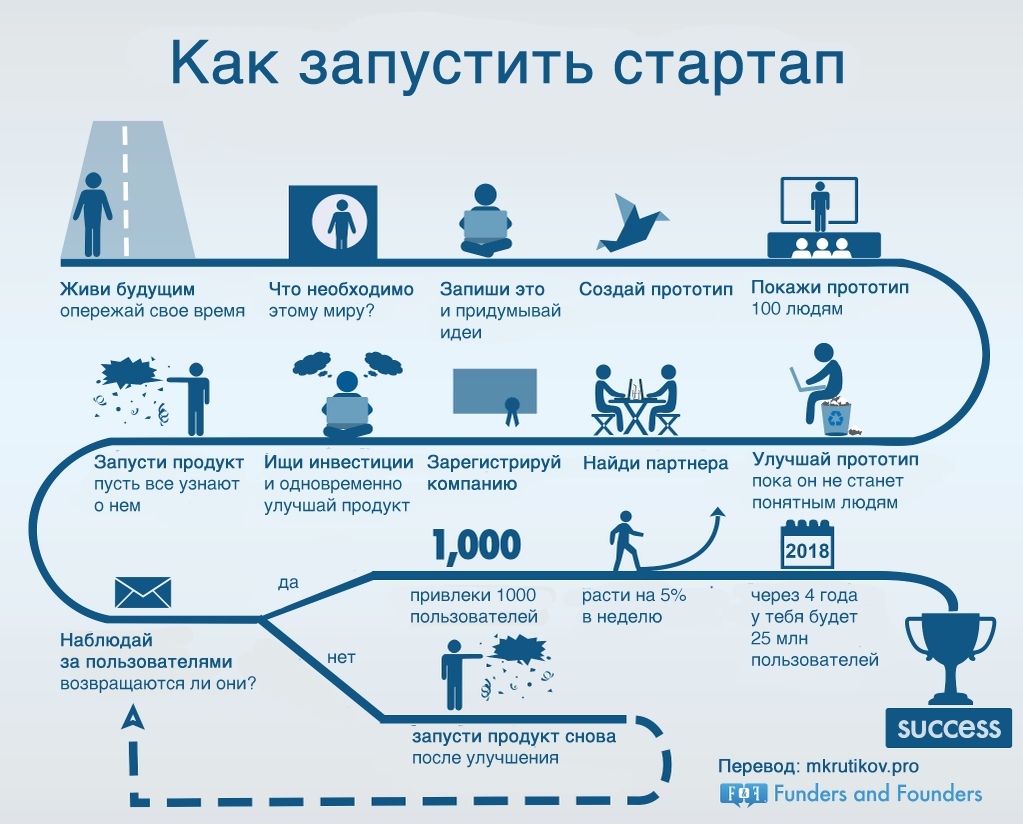 Как запустить стартап
Живи будущим
опережай свое время
Что необходимо
этому миру?
Запиши это
и придумывай
идеи
Создай прототип
Покажи прототип
100 людям
Запусти продукт
пусть все узнают
о нем
Ищи инвестиции
и одновременно
улучшай продукт
Зарегистрируй
компанию
Найди партнера
Улучшай прототип
пока он не станет
понятным людям
Наблюдай
за пользователями
возвращаются ли они?
да
1,000
привлеки 1000
пользователей
расти на 5%
в неделю
2018
через 4 года
у тебя будет
25 млн
пользователей
success
нет
запусти продукт снова
после улучшения
Перевод: mkrutikov.pro
F&F Funders and Founders